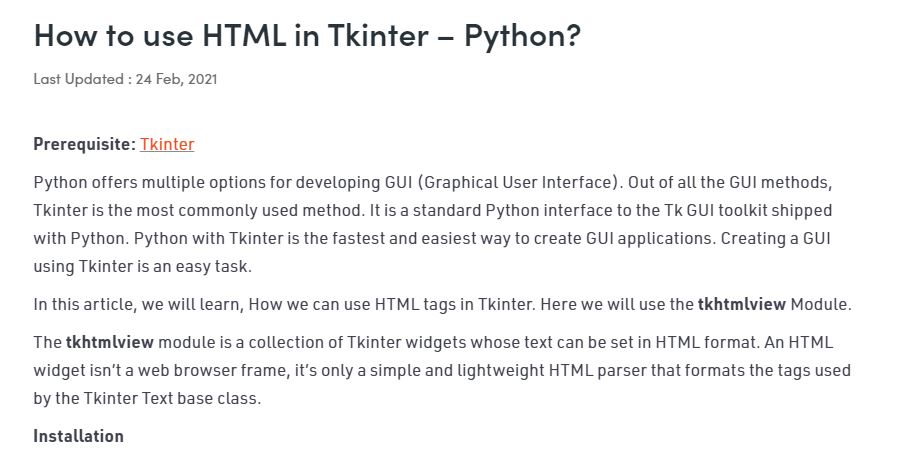 How to use HTML in Tkinter – Python?
Last Updated : 24 Feb, 2021
Prerequisite: Tkinter
Python offers multiple options for developing GUI (Graphical User Interface). Out of all the GUI methods,
Tkinter is the most commonly used method. It is a standard Python interface to the Tk GUI toolkit shipped
with Python. Python with Tkinter is the fastest and easiest way to create GUI applications. Creating a GUI
using Tkinter is an easy task.
In this article, we will learn, How we can use HTML tags in Tkinter. Here we will use the tkhtmlview Module.
The tkhtmlview module is a collection of Tkinter widgets whose text can be set in HTML format. An HTML
widget isn’t a web browser frame, it’s only a simple and lightweight HTML parser that formats the tags used
by the Tkinter Text base class.
Installation